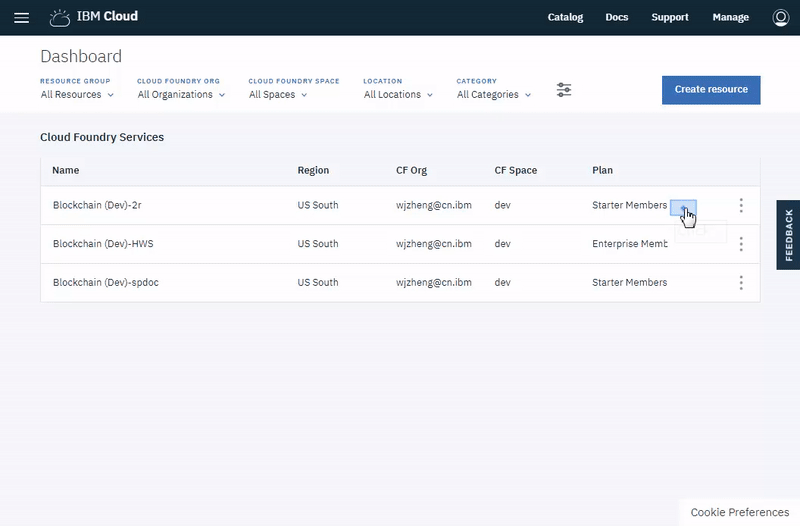 IBM Cloud Catalog Docs Support Manage
Dashboard
RESOURCE GROUP CLOUD FOUNDRY ORG CLOUD FOUNDRY SPACE LOCATION CATEGORY
All Resources All Organizations All Spaces All Locations All Categories Create resource
Cloud Foundry Services
Name Region CF Org CF Space Plan
Blockchain (Dev)-2r US South wjzheng@cn.ibm dev Starter Members
Blockchain (Dev)-HWS US South wjzheng@cn.ibm dev Enterprise Memb
Blockchain (Dev)-spdoc US South wjzheng@cn.ibm dev Starter Members
FEEDBACK
Cookie Preferences